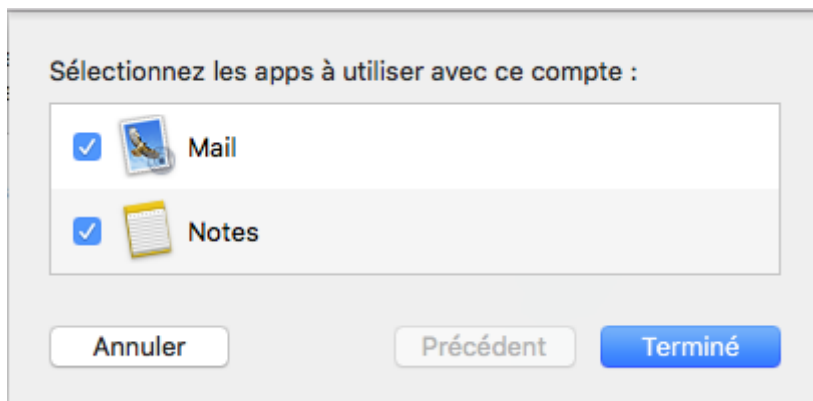 Sélectionnez les apps à utiliser avec ce compte :
Mail
Notes
Annuler
Précédent
Terminé